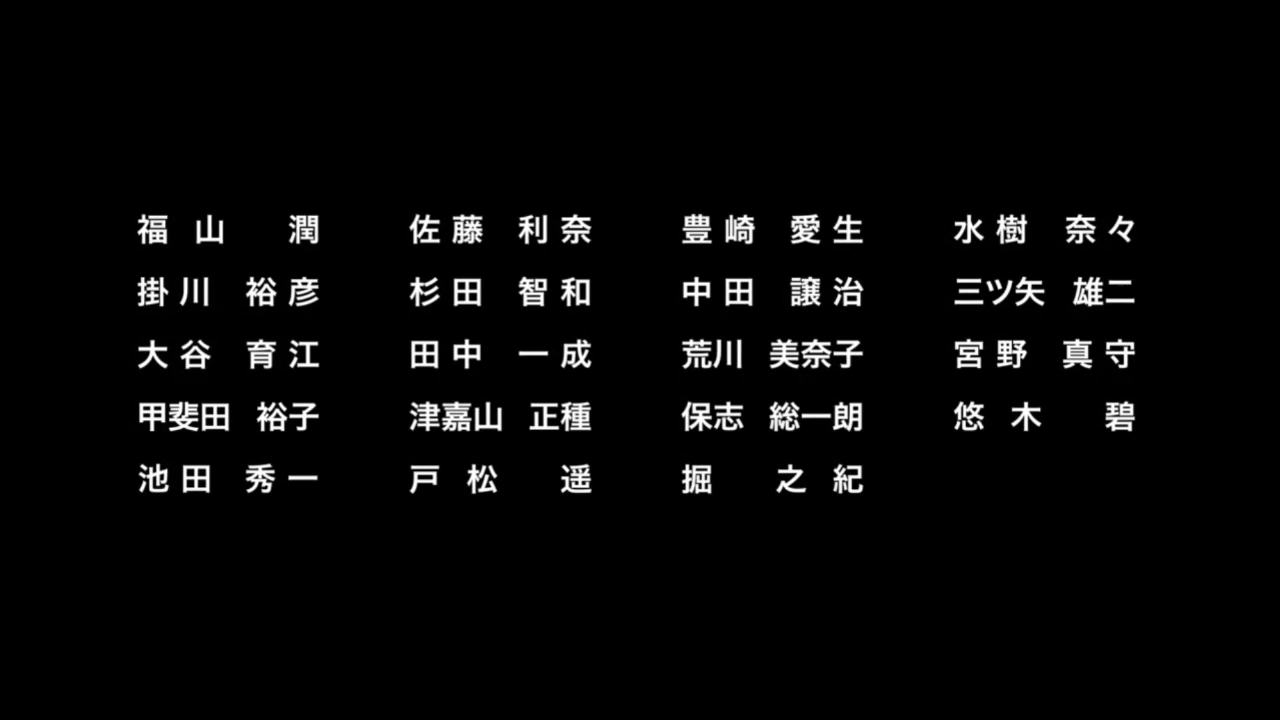 福山 潤 佐藤 利奈 豊崎 愛生 水樹 奈々
掛川 裕彦 杉田 智和 中田 譲治 三ツ矢 雄二
大谷 育江 田中 一成 荒川 美奈子 宮野 真守
甲斐田 裕子 津嘉山 正種 保志 総一朗 悠木 碧
池田 秀一 戸松 遥 掘 之紀